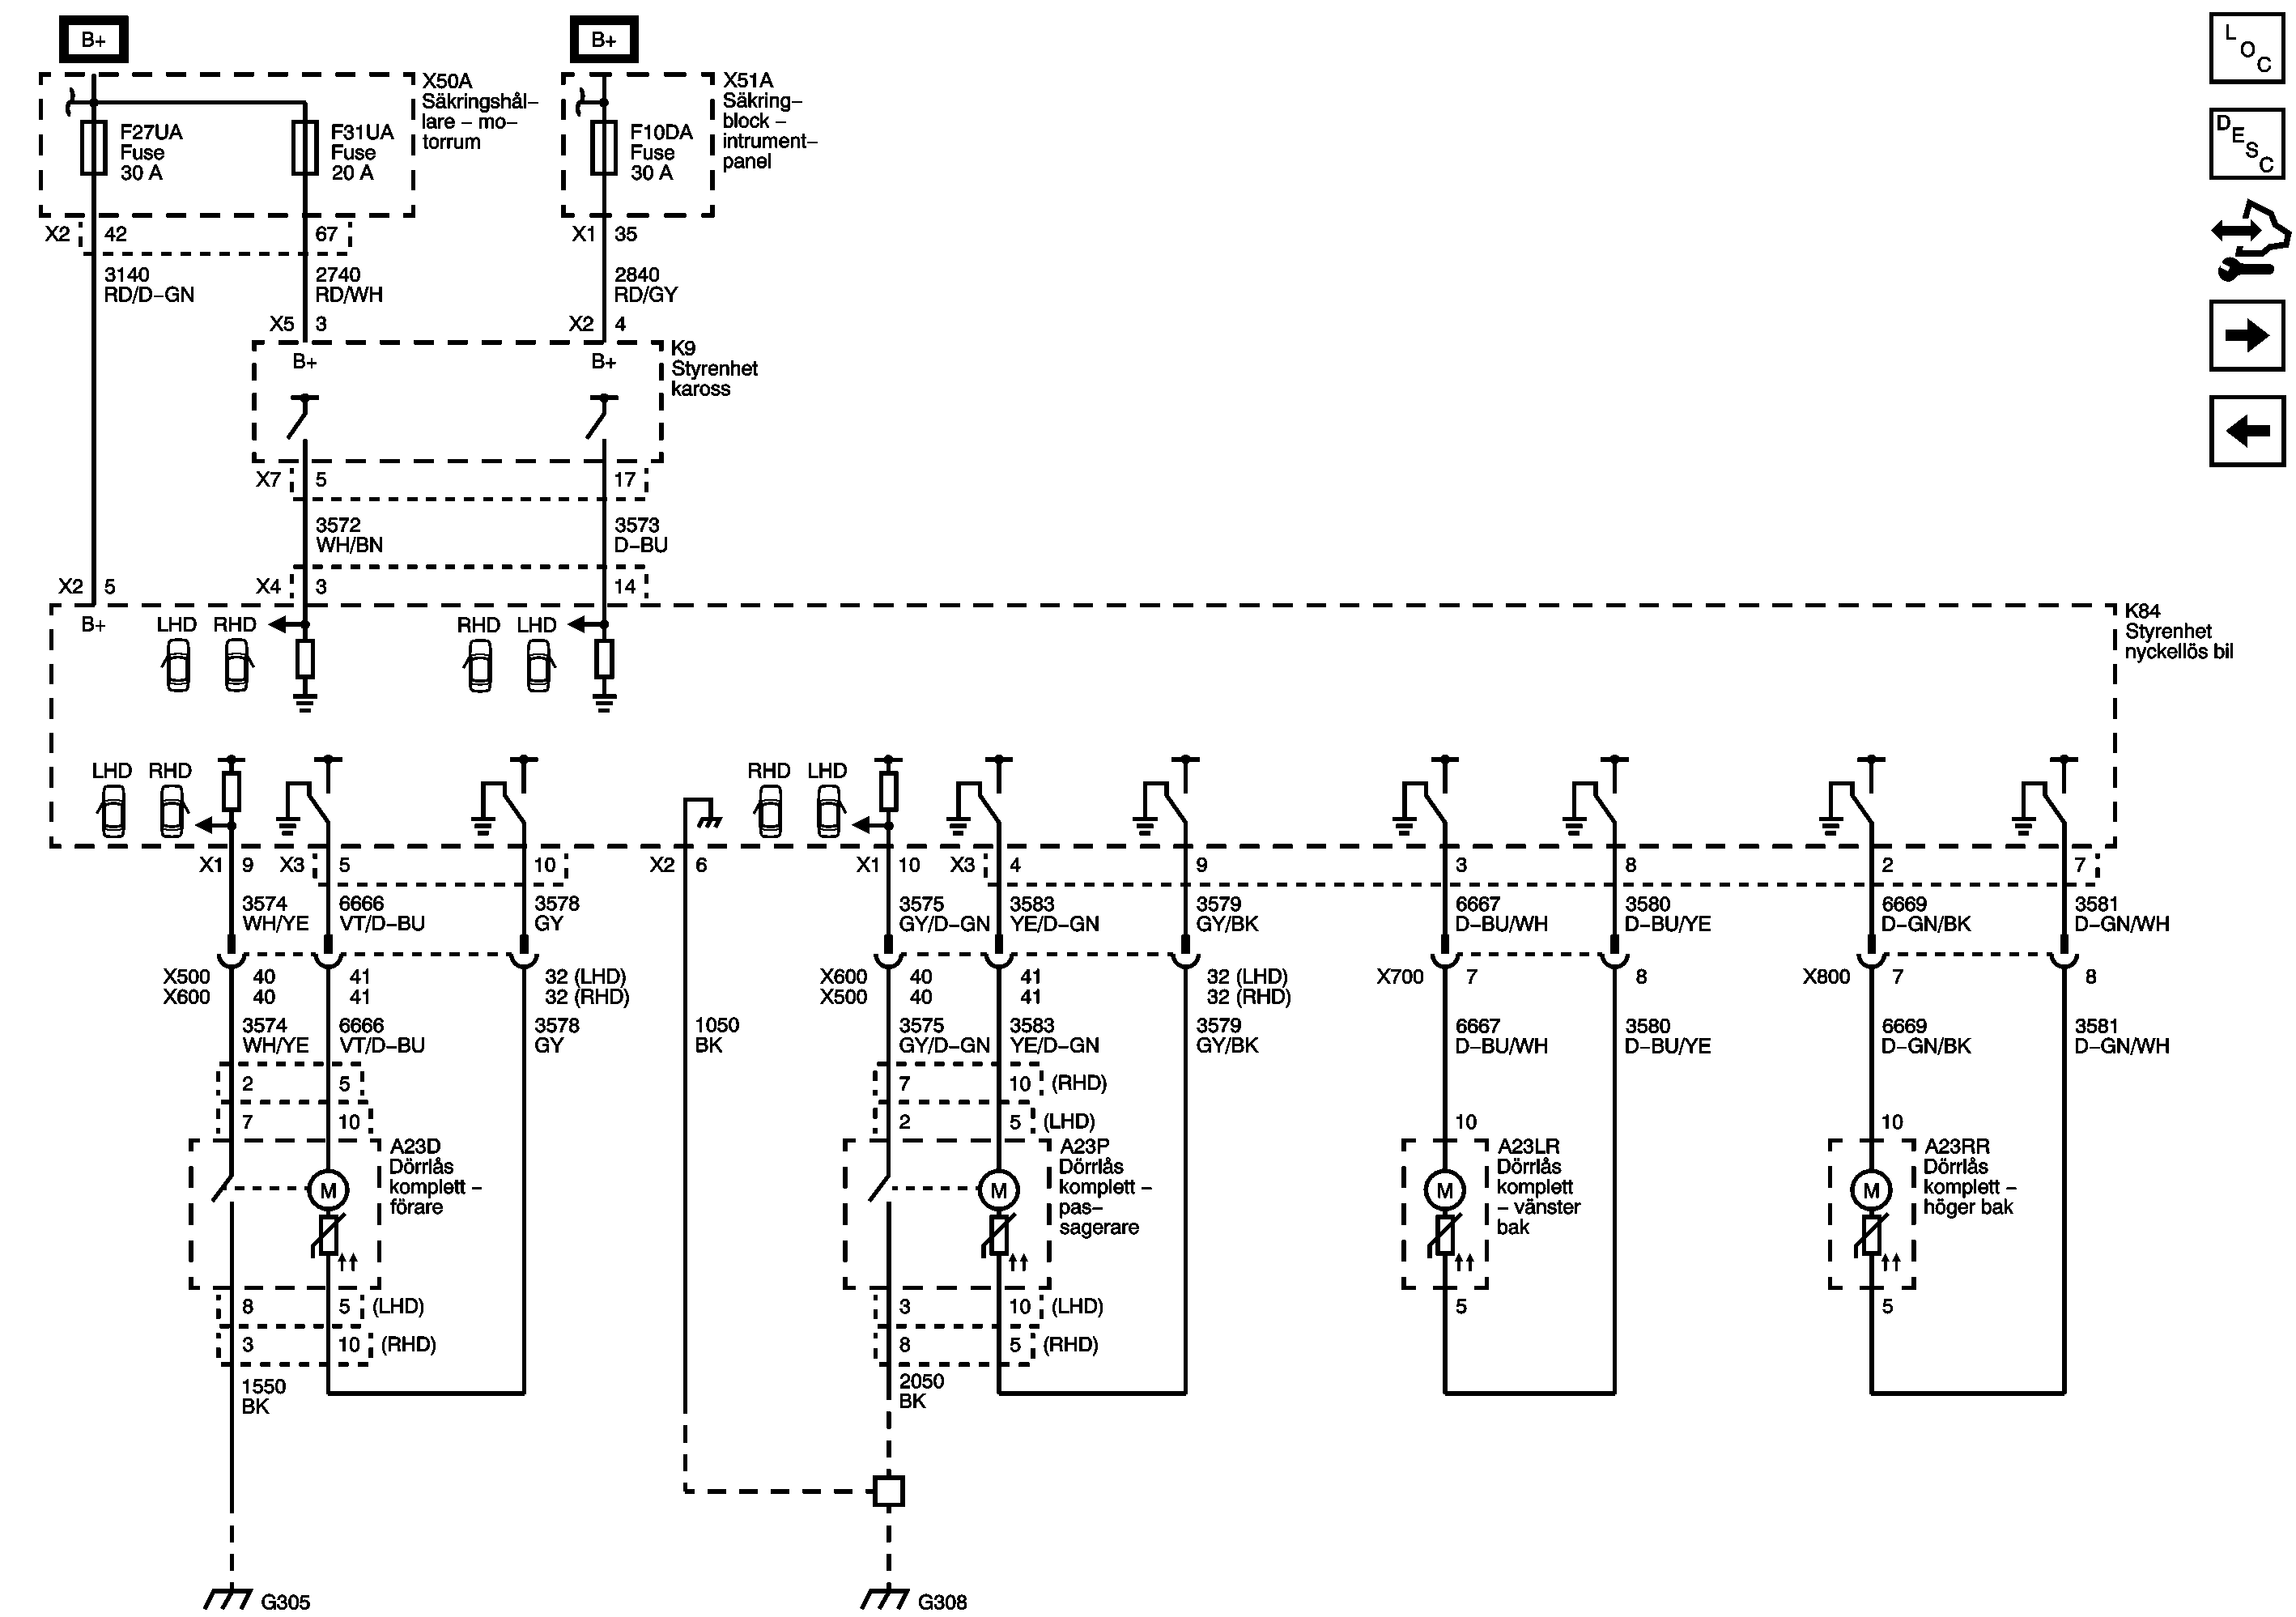 B+
B+
L
O
C
X50A
Säkringshål–
lare – mo–
torrum
X51A
Säkring–
block –
intrument–
panel
F27UA
Fuse
30 A
F31UA
Fuse
20 A
F10DA
Fuse
30 A
D
E
S
C
X2 42 67
X1 35
3140
RD/D–GN
2740
RD/WH
2840
RD/GY
X5 3
X2 4
K9
Styrenhet
kaross
B+
B+
X7 5 17
3572
WH/BN
3573
D–BU
X2 5
X4 3 14
K84
Styrenhet
nyckellös bil
B+
LHD RHD
RHD LHD
LHD RHD
RHD LHD
X1 9 X3 5 10 X2 6 X1 10 X3 4 9 3 8 2 7
3574
WH/YE
6666
VT/D–BU
3578
GY
3575
GY/D–GN
3583
YE/D–GN
3579
GY/BK
6667
D–BU/WH
3580
D–BU/YE
6669
D–GN/BK
3581
D–GN/WH
X500 40 41 32 (LHD)
X600 40 41 32 (RHD)
X600 40 41 32 (LHD)
X500 40 41 32 (RHD)
X700 7 8
X800 7 8
3574
WH/YE
6666
VT/D–BU
3578
GY
1050
BK
3575
GY/D–GN
3583
YE/D–GN
3579
GY/BK
6667
D–BU/WH
3580
D–BU/YE
6669
D–GN/BK
3581
D–GN/WH
2 5
7 10
7 10 (RHD)
2 5 (LHD)
10
10
A23D
Dörrlås
komplett –
förare
M
A23P
Dörrlås
komplett –
pas–
sagerare
M
A23LR
Dörrlås
komplett
– vänster
bak
M
A23RR
Dörrlås
komplett –
höger bak
M
8 5 (LHD)
3 10 (RHD)
3 10 (LHD)
8 5 (RHD)
5
5
1550
BK
2050
BK
G305
G308